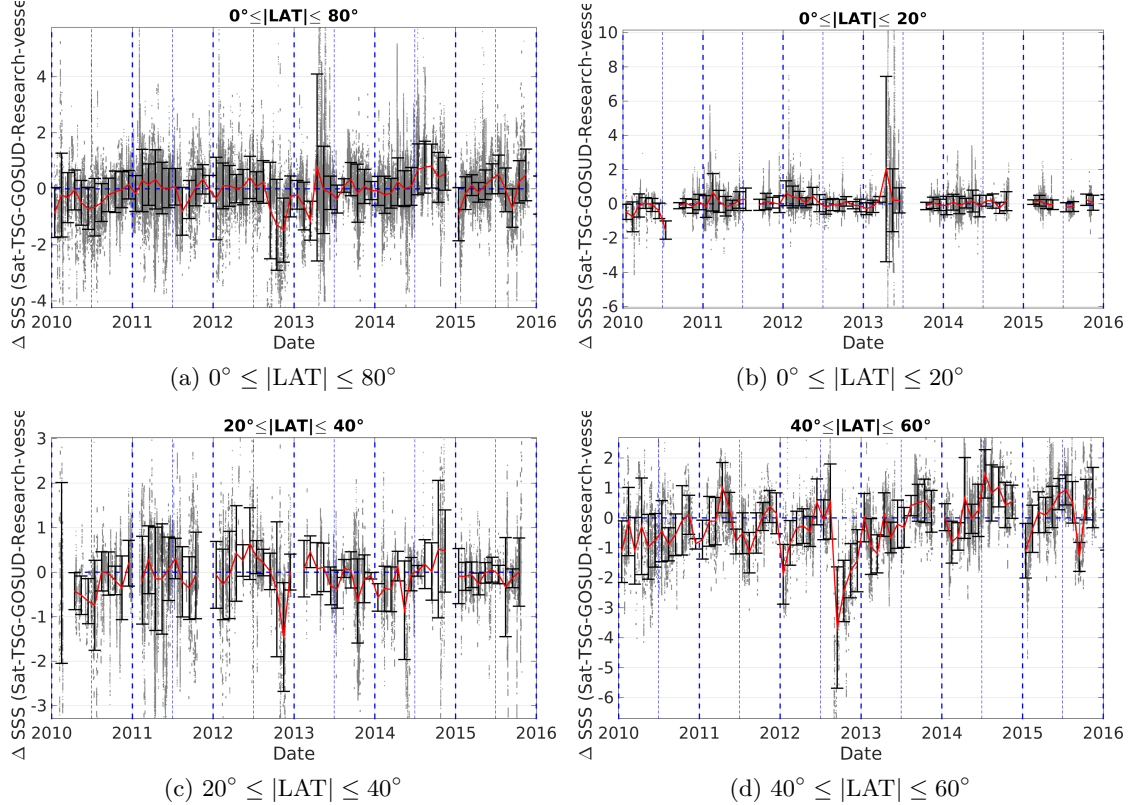 0°≤|LAT|≤ 80°
Δ SSS (Sat-TSG-GOSUD-Research-vesse
4
2
0
-2
-4
2010 2011 2012 2013 2014 2015 2016
Date
(a) 0° ≤ |LAT| ≤ 80°
0°≤|LAT|≤ 20°
Δ SSS (Sat-TSG-GOSUD-Research-vesse
10
8
6
4
2
0
-2
-4
-6
2010 2011 2012 2013 2014 2015 2016
Date
(b) 0° ≤ |LAT| ≤ 20°
20°≤|LAT|≤ 40°
Δ SSS (Sat-TSG-GOSUD-Research-vesse
3
2
1
0
-1
-2
-3
2010 2011 2012 2013 2014 2015 2016
Date
(c) 20° ≤ |LAT| ≤ 40°
40°≤|LAT|≤ 60°
Δ SSS (Sat-TSG-GOSUD-Research-vesse
2
1
0
-1
-2
-3
-4
-5
-6
2010 2011 2012 2013 2014 2015 2016
Date
(d) 40° ≤ |LAT| ≤ 60°